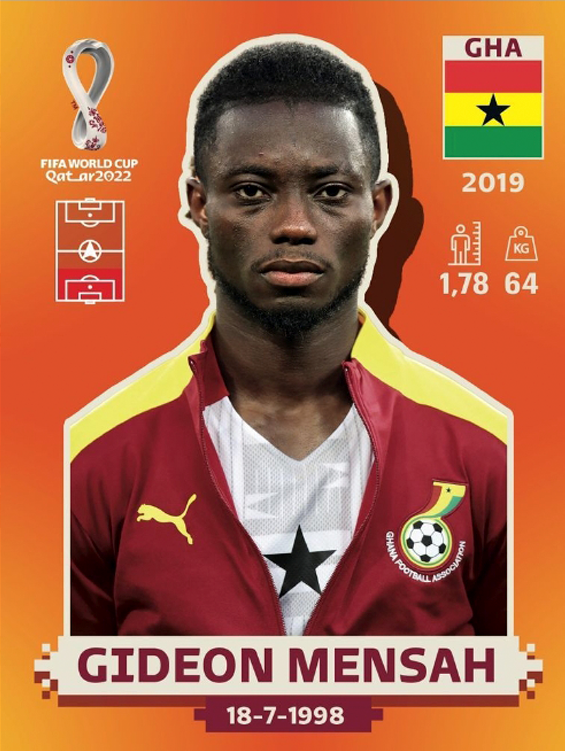 FIFA WORLD CUP
Qatar2022
GHA
2019
KG
1,78 64
GHANA FOOTBALL ASSOCIATION
GIDEON MENSAH
18-7-1998